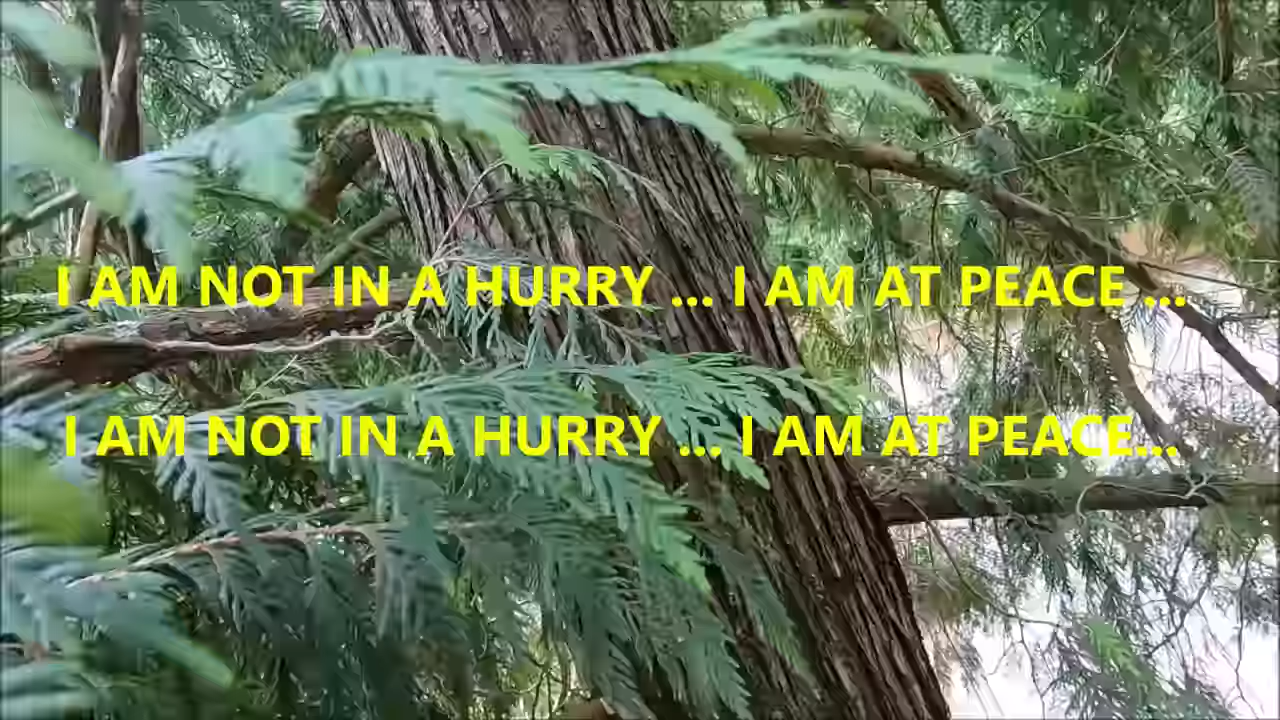 I AM NOT IN A HURRY ... I AM AT PEACE ...
I AM NOT IN A HURRY ... I AM AT PEACE...